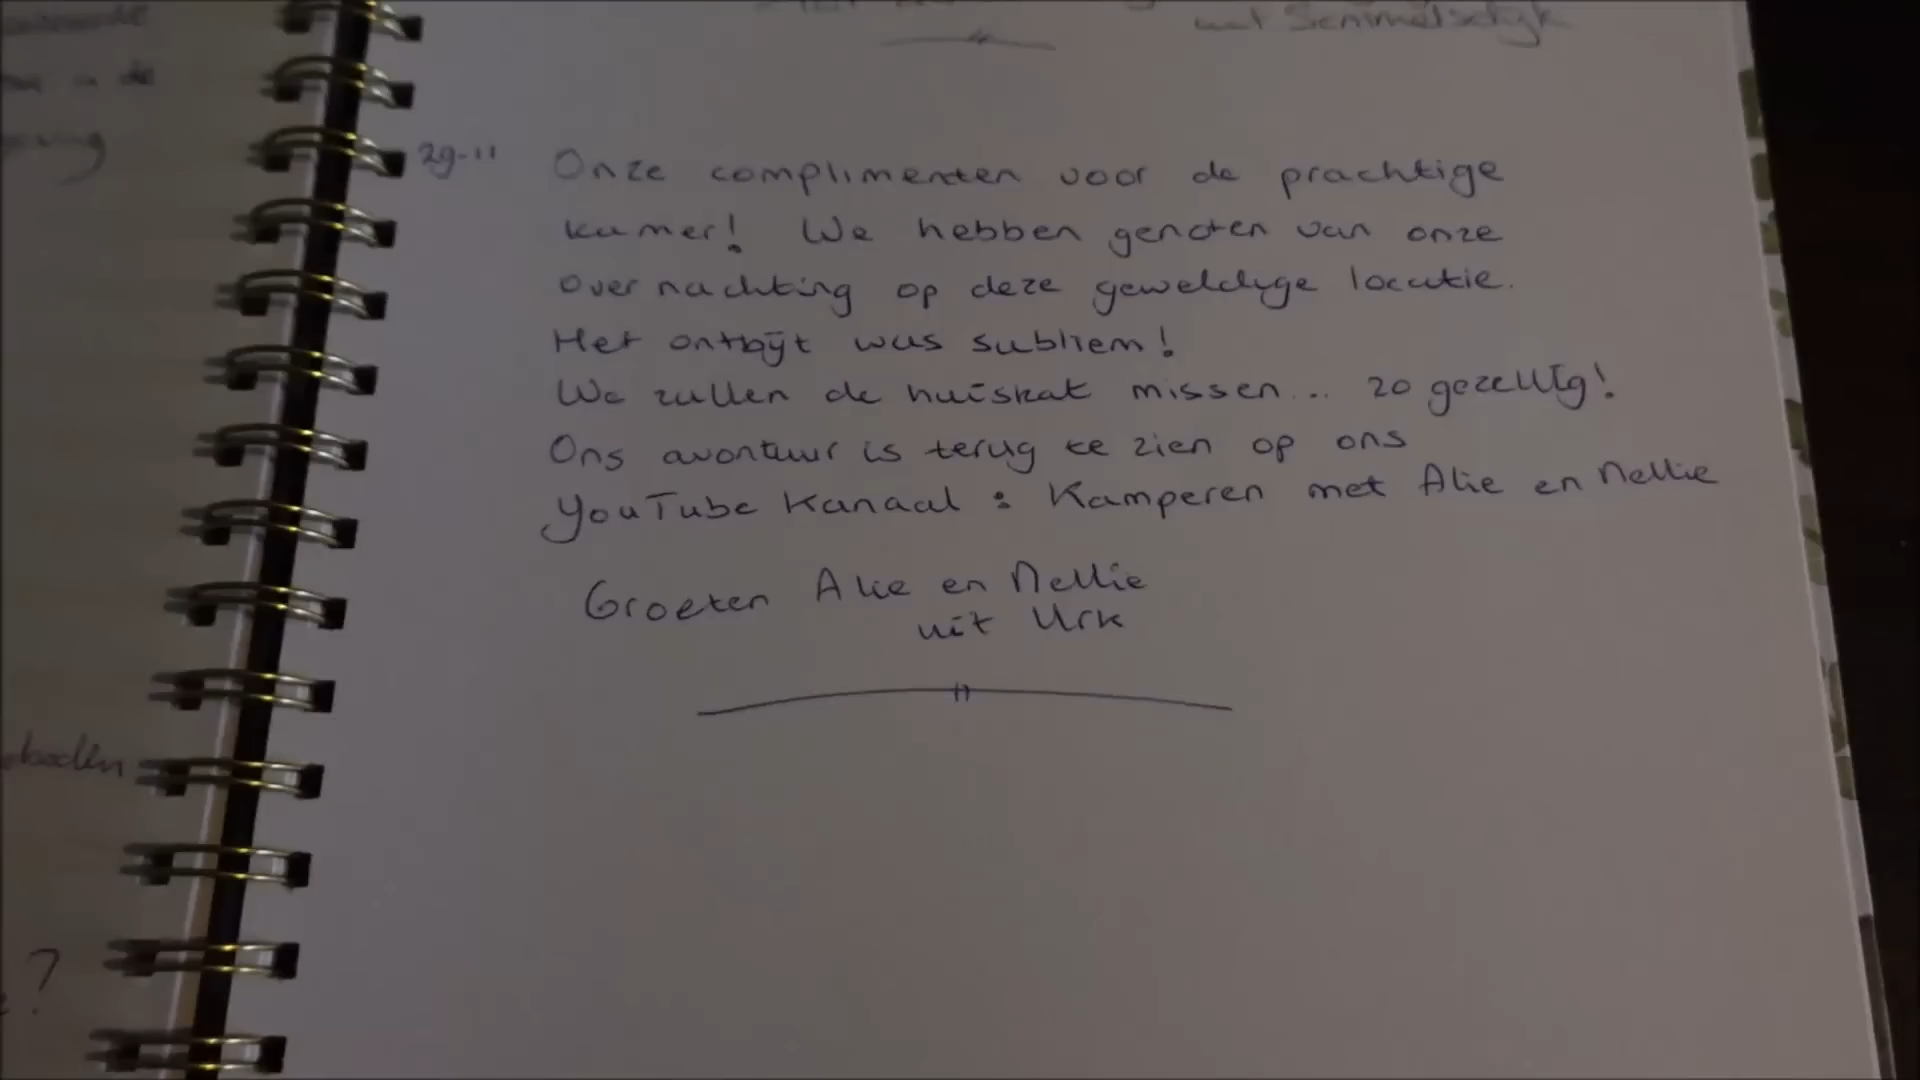 de
29-11 Onze complimenten voor de prachtige
kamer! We hebben genoten van onze
overnachting op deze geweldige locatie.
Het ontbijt was subliem!
We zullen de huiskat missen... zo gezellig!
Ons avontuur is terug te zien op ons
YouTube Kanaal : Kamperen met Alie en Nellie
Groeten Alie en Nellie
uit Urk
?